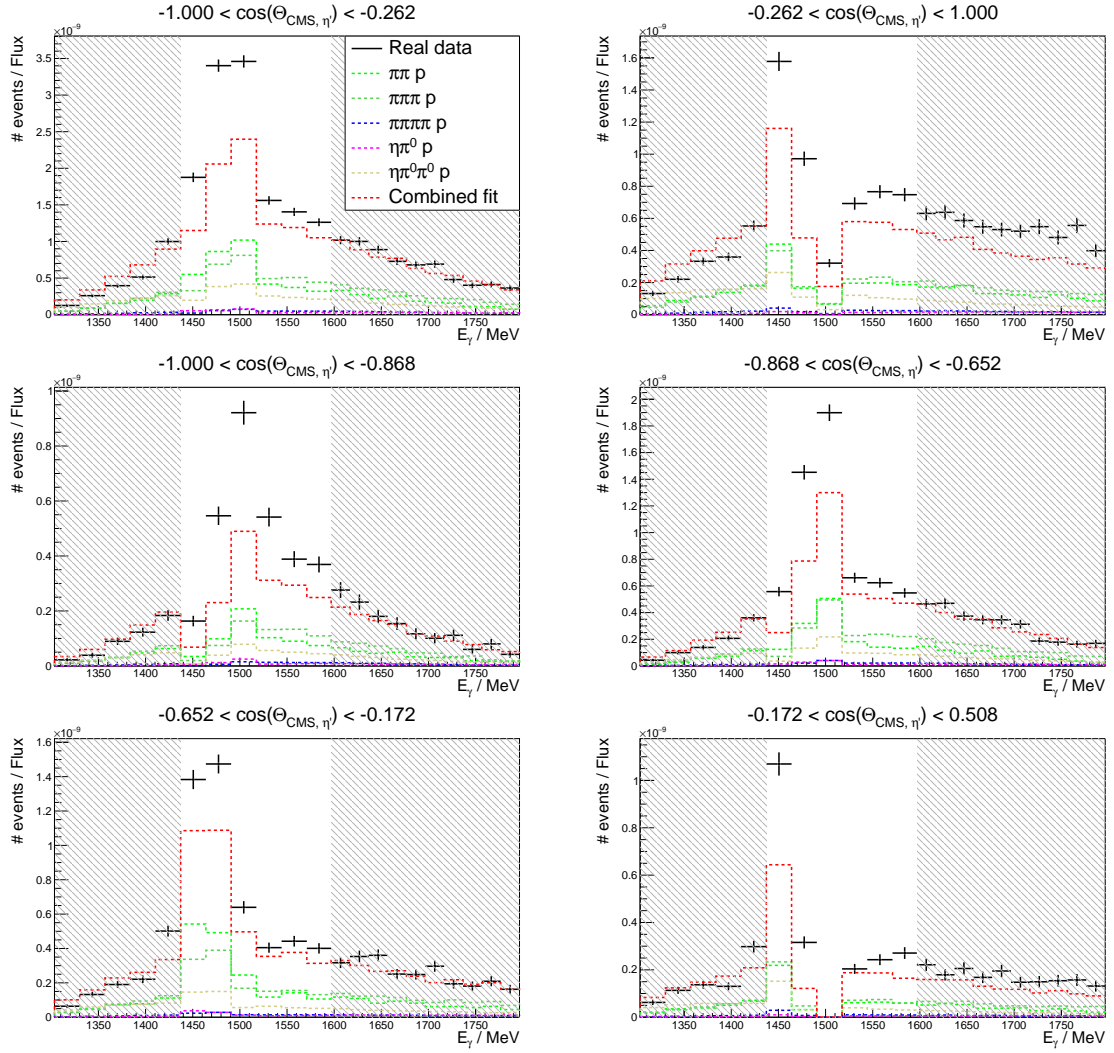 -1.000 < cos(Θ_CMS, η') < -0.262
×10⁻⁹
# events / Flux
3.5
3
2.5
2
1.5
1
0.5
0
1350 1400 1450 1500 1550 1600 1650 1700 1750
E_γ / MeV
Real data
ππ p
πππ p
ππππ p
ηπ⁰ p
ηπ⁰π⁰ p
Combined fit
-0.262 < cos(Θ_CMS, η') < 1.000
×10⁻⁹
# events / Flux
1.6
1.4
1.2
1
0.8
0.6
0.4
0.2
0
1350 1400 1450 1500 1550 1600 1650 1700 1750
E_γ / MeV
-1.000 < cos(Θ_CMS, η') < -0.868
×10⁻⁹
# events / Flux
1
0.8
0.6
0.4
0.2
0
1350 1400 1450 1500 1550 1600 1650 1700 1750
E_γ / MeV
-0.868 < cos(Θ_CMS, η') < -0.652
×10⁻⁹
# events / Flux
2
1.8
1.6
1.4
1.2
1
0.8
0.6
0.4
0.2
0
1350 1400 1450 1500 1550 1600 1650 1700 1750
E_γ / MeV
-0.652 < cos(Θ_CMS, η') < -0.172
×10⁻⁹
# events / Flux
1.6
1.4
1.2
1
0.8
0.6
0.4
0.2
0
1350 1400 1450 1500 1550 1600 1650 1700 1750
E_γ / MeV
-0.172 < cos(Θ_CMS, η') < 0.508
×10⁻⁹
# events / Flux
1
0.8
0.6
0.4
0.2
0
1350 1400 1450 1500 1550 1600 1650 1700 1750
E_γ / MeV